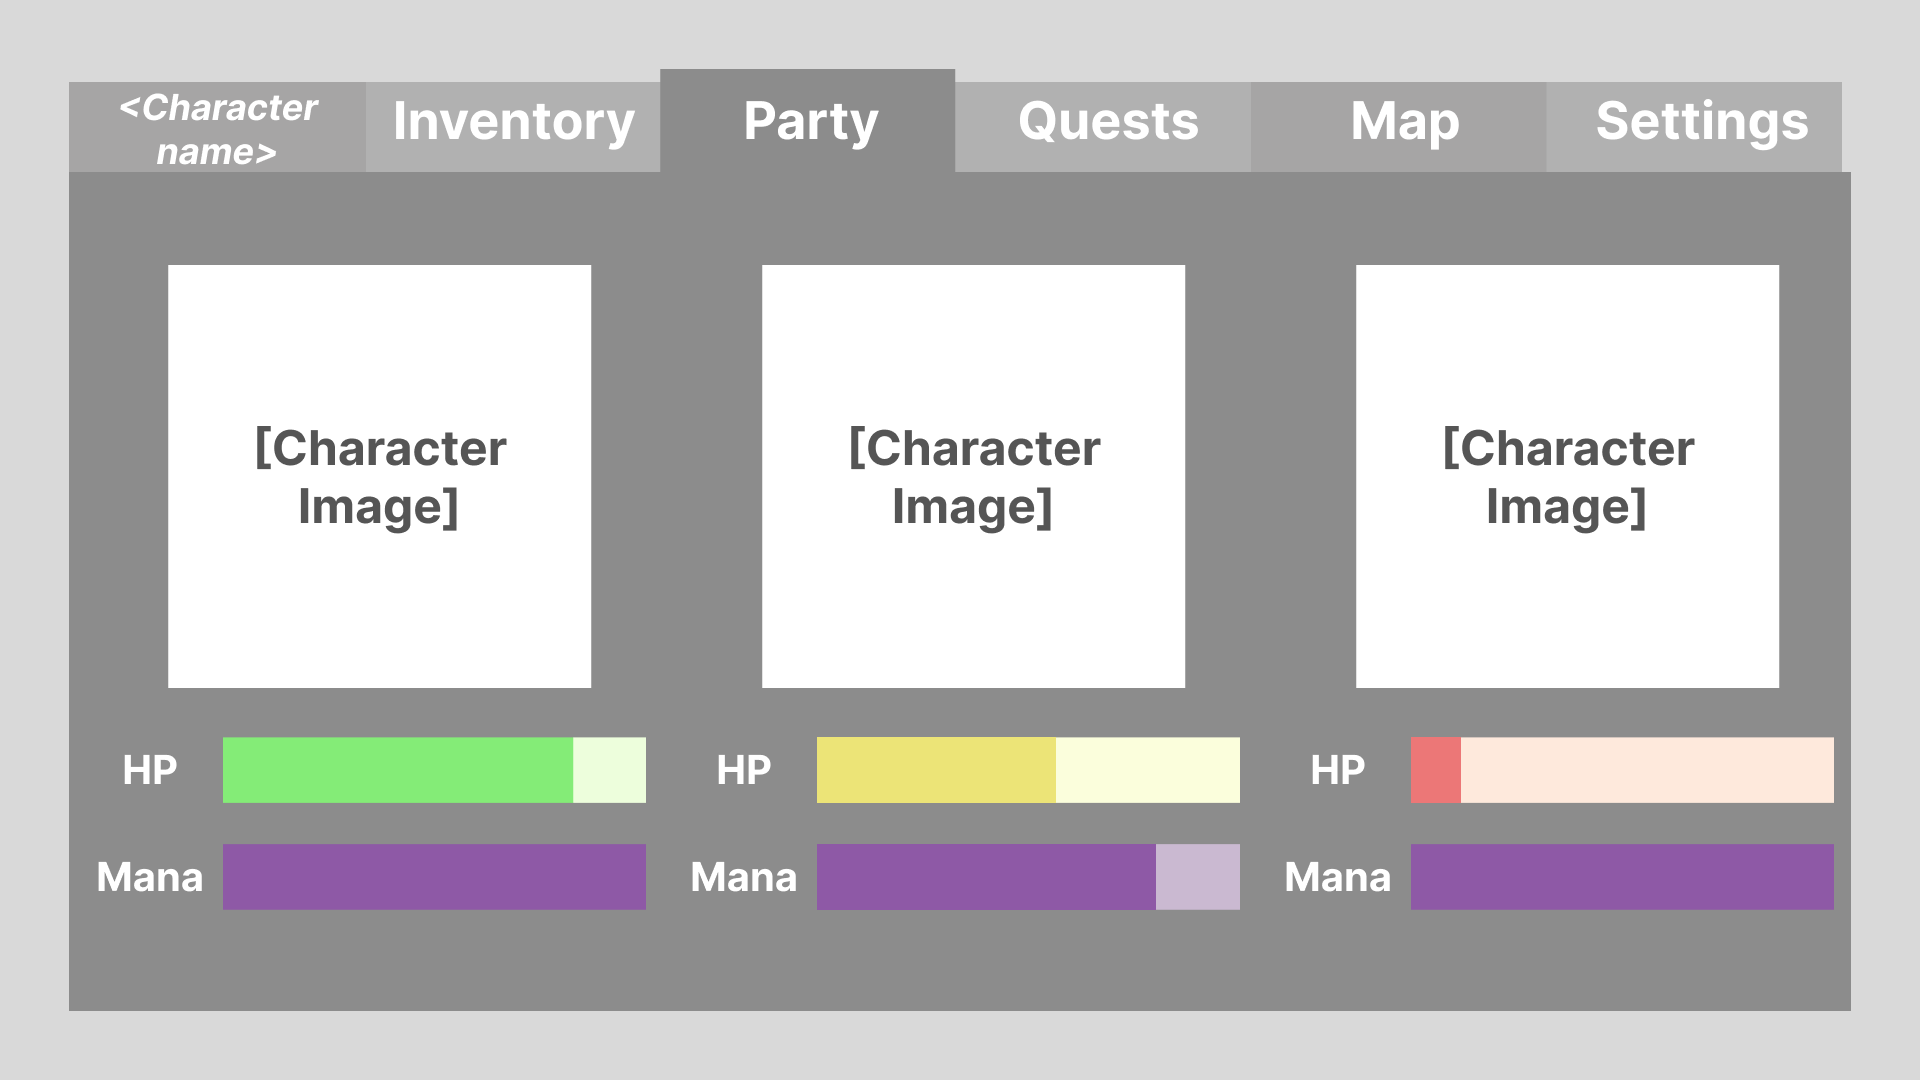 <Character
name>
Inventory
Party
Quests
Map
Settings
[Character
Image]
[Character
Image]
[Character
Image]
HP
HP
HP
Mana
Mana
Mana